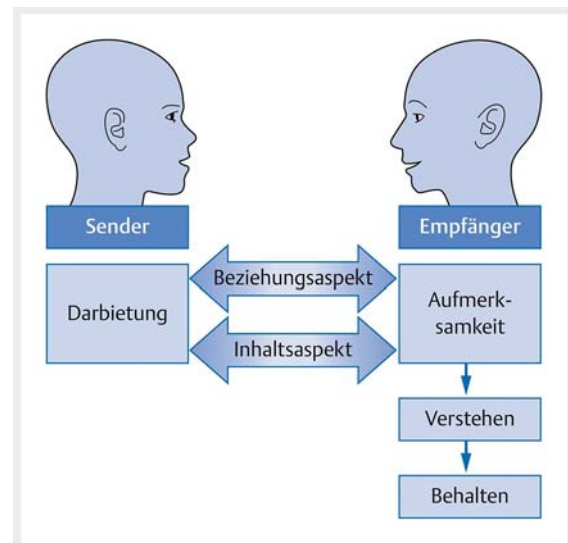 Sender
Empfänger
Beziehungsaspekt
Darbietung
Aufmerk-
samkeit
Inhaltsaspekt
Verstehen
Behalten